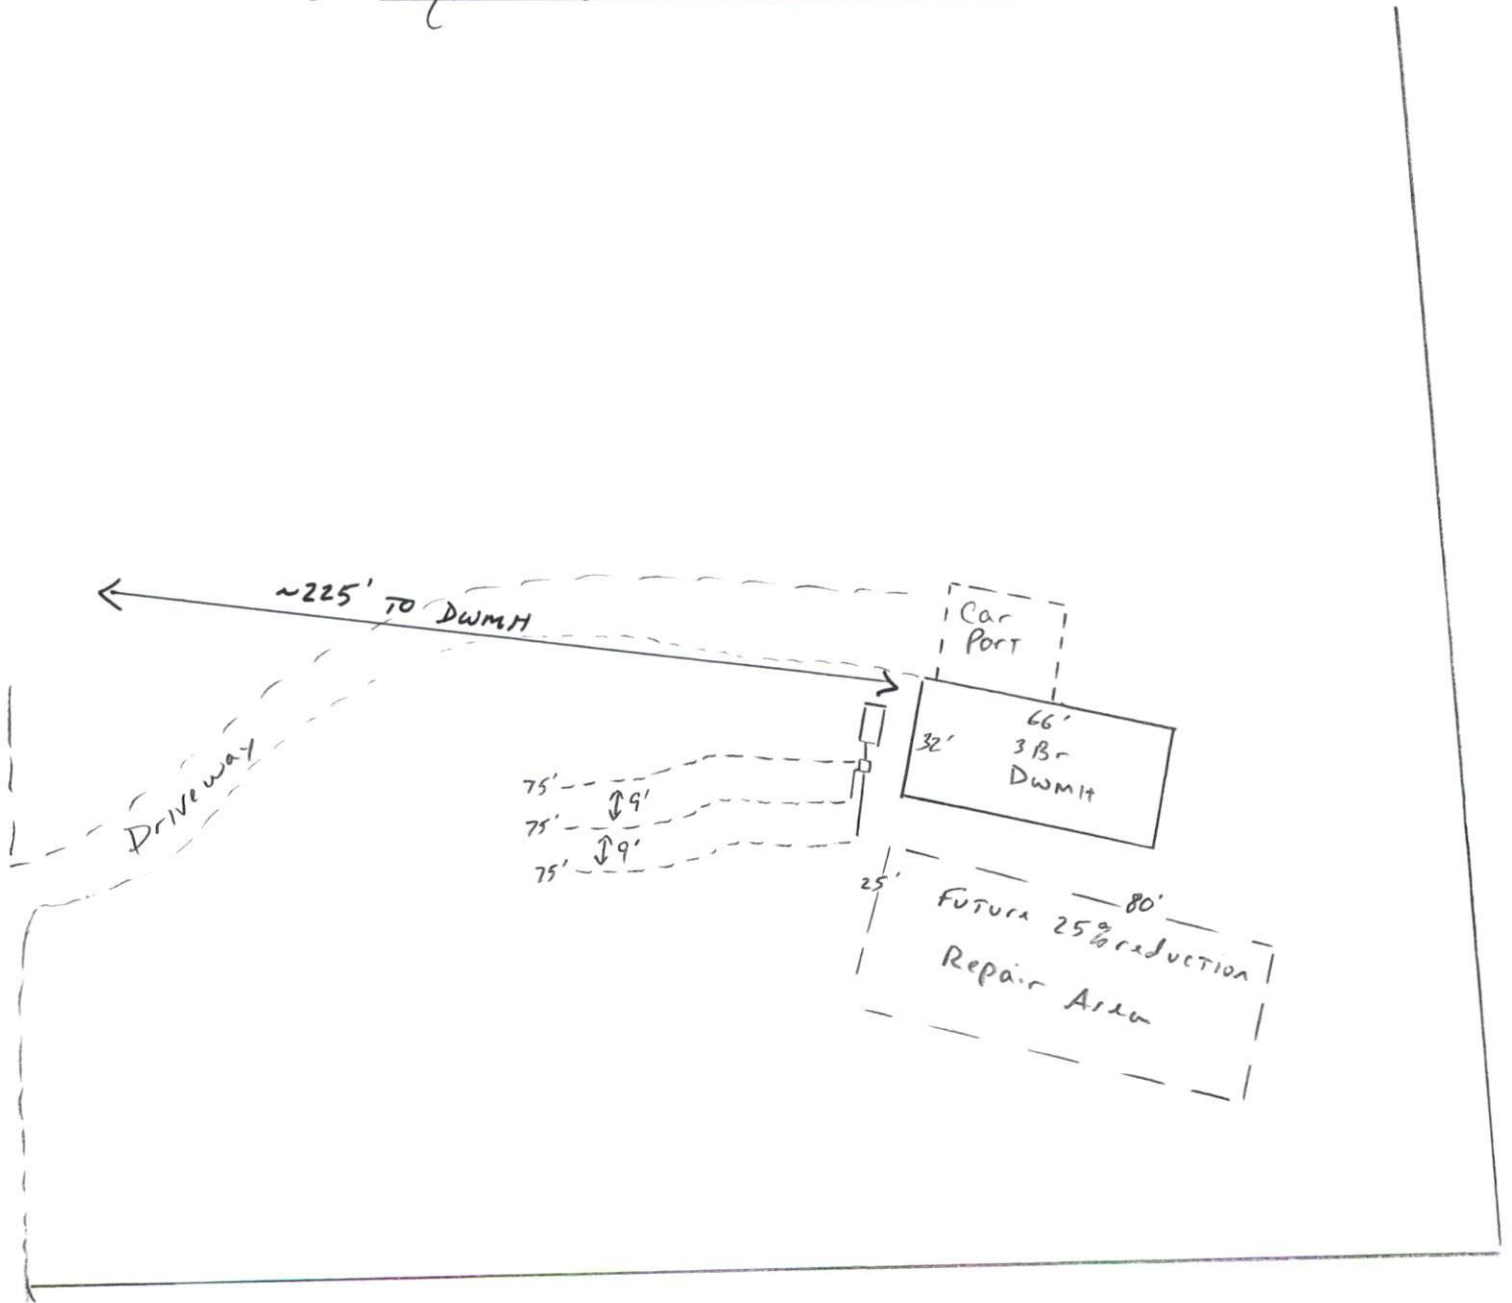 ~225' TO DWMH
Car
Port
66'
32'
3 Br
DWMH
Driveway
75'
9'
75'
9'
75'
25'
80'
Future 25% reduction
Repair Area